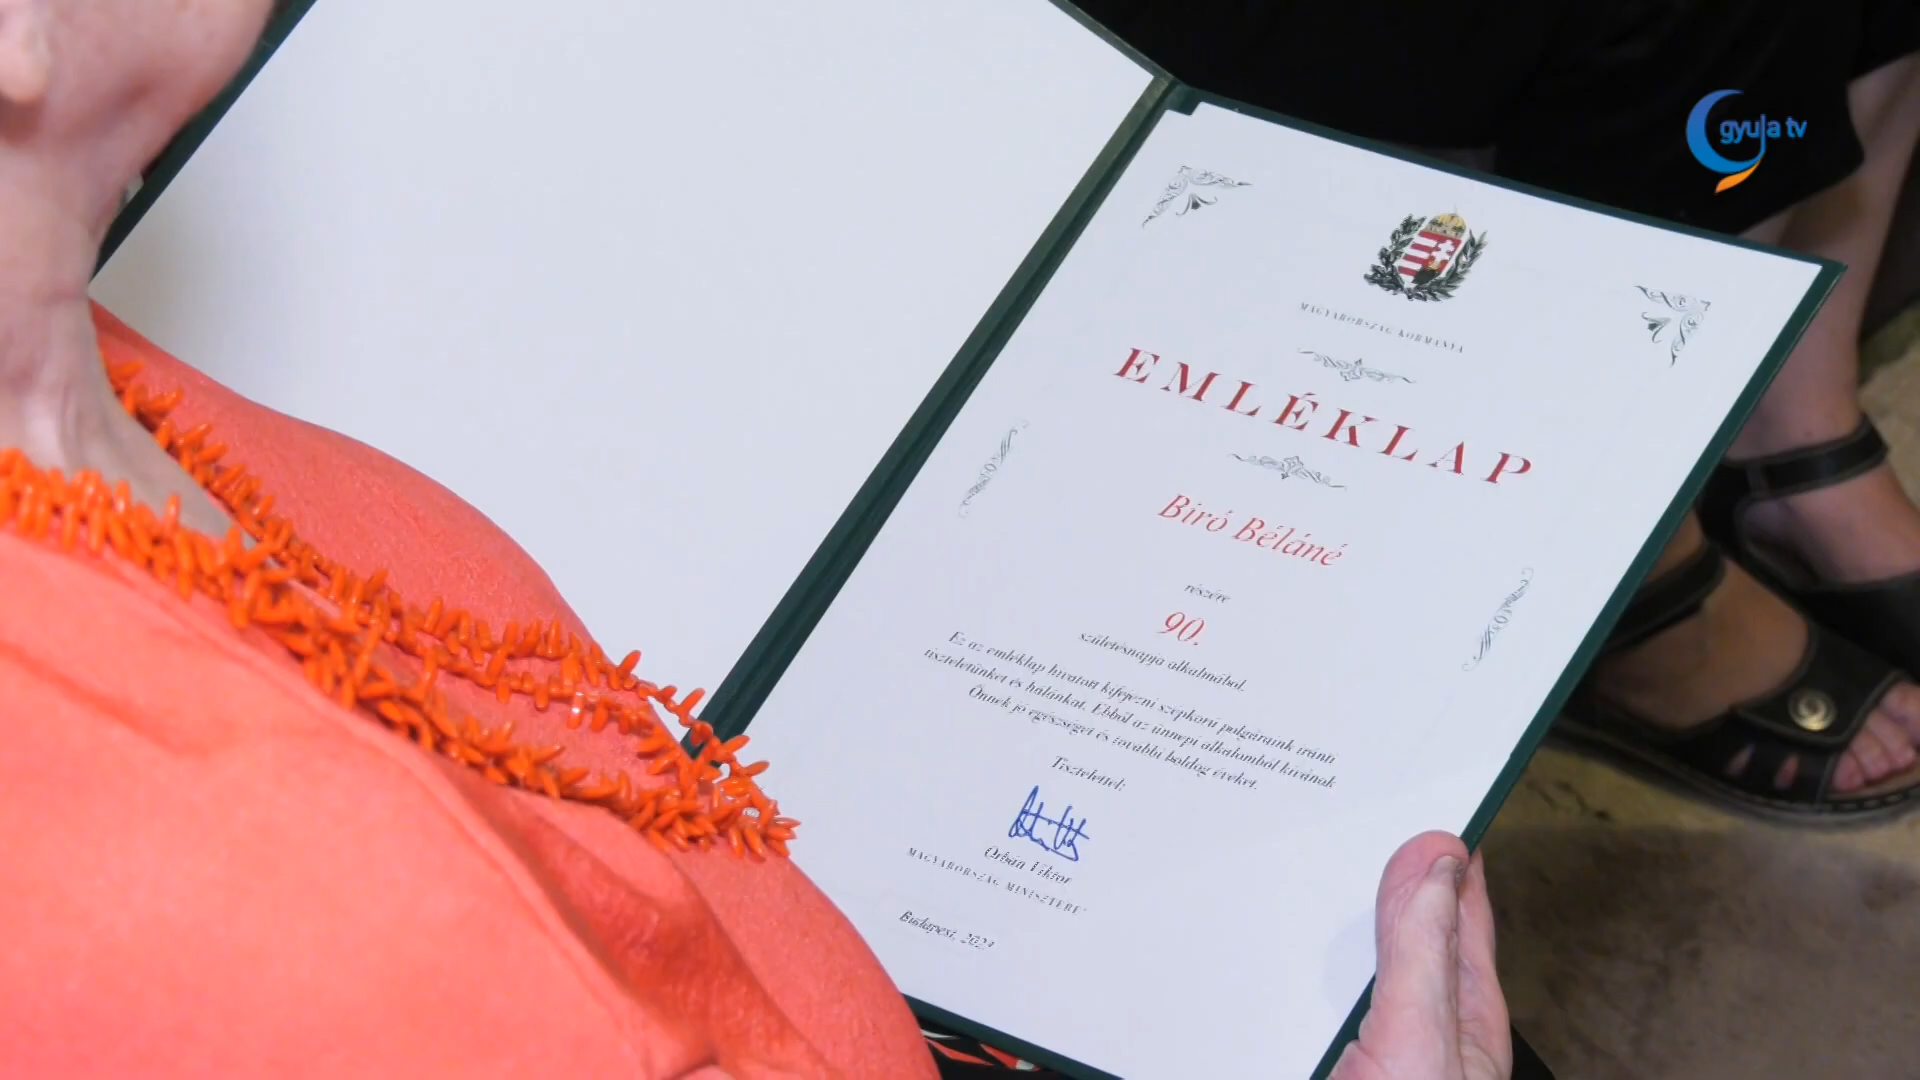 gyula tv
MAGYARORSZÁG KORMÁNYA
EMLÉKLAP
Biró Béláné
részére
90.
születésnapja alkalmából.
Ez az emléklap hivatott kifejezni szépkorú polgáraink iránti
tiszteletünket és hálánkat. Ebből az ünnepi alkalomból kívánok
Önnek jó egészséget és további boldog éveket.
Tisztelettel:
Orbán Viktor
MAGYARORSZÁG MINISZTERE
Budapest,